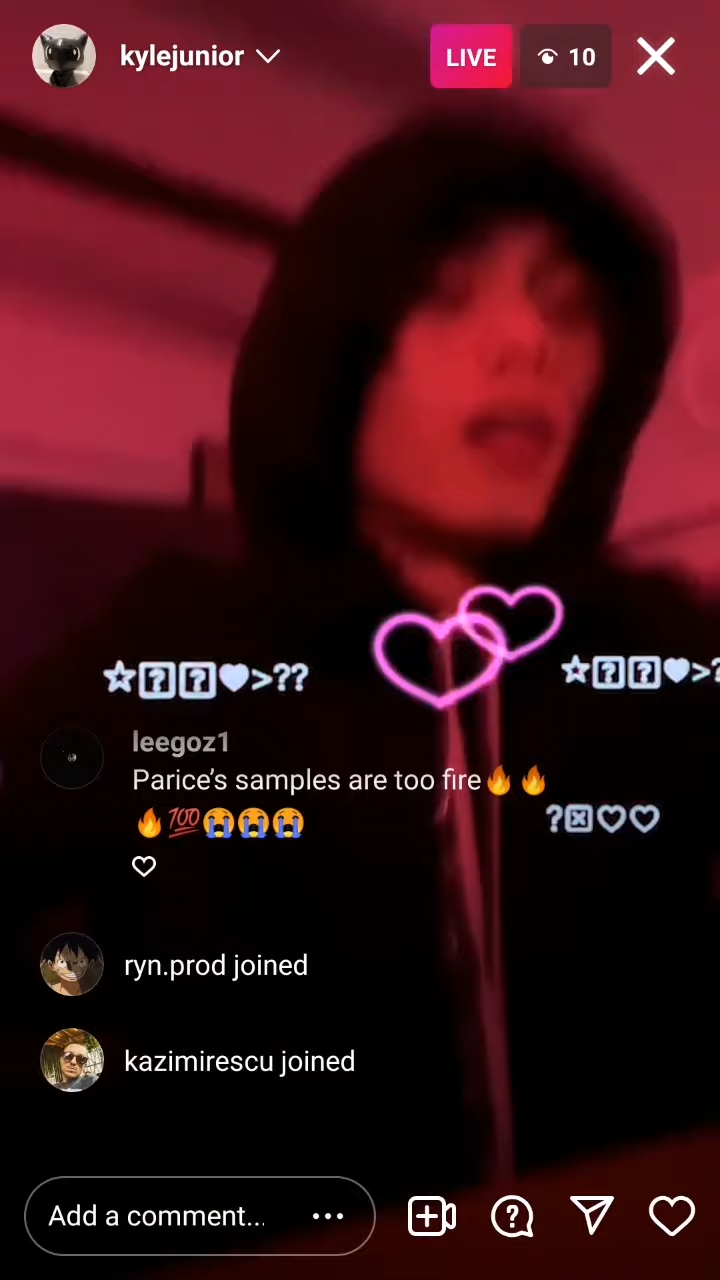 kylejunior
LIVE
10
☆⍰⍰♥>??
☆⍰⍰♥>?
leegoz1
Parice’s samples are too fire🔥🔥
🔥💯😭😭😭
?⊠♡♡
ryn.prod joined
kazimirescu joined
Add a comment...